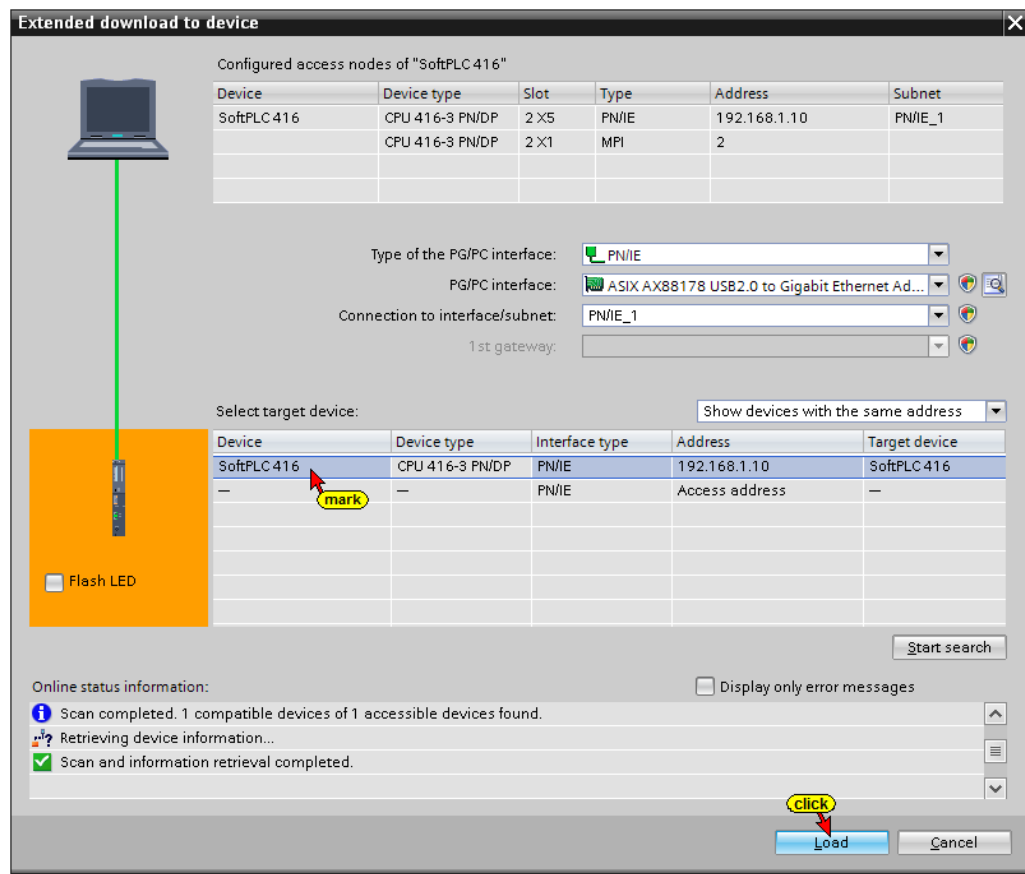 Extended download to device
Configured access nodes of "SoftPLC 416"
Device Device type Slot Type Address Subnet
SoftPLC 416 CPU 416-3 PN/DP 2 X5 PN/IE 192.168.1.10 PN/IE_1
CPU 416-3 PN/DP 2 X1 MPI 2
Type of the PG/PC interface: PN/IE
PG/PC interface: ASIX AX88178 USB2.0 to Gigabit Ethernet Ad...
Connection to interface/subnet: PN/IE_1
1st gateway:
Select target device: Show devices with the same address
Device Device type Interface type Address Target device
SoftPLC 416 CPU 416-3 PN/DP PN/IE 192.168.1.10 SoftPLC 416
— — PN/IE Access address —
mark
Flash LED
Start search
Online status information: Display only error messages
Scan completed. 1 compatible devices of 1 accessible devices found.
Retrieving device information...
Scan and information retrieval completed.
click
Load Cancel